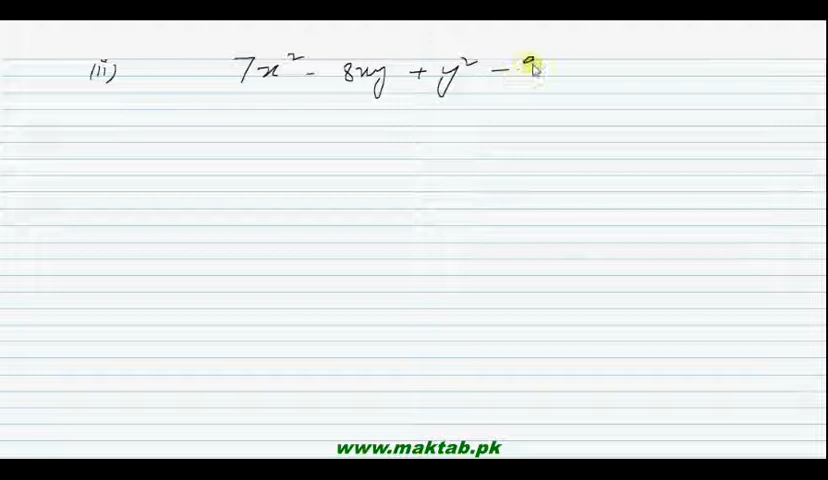 (ii) 7x² - 8xy + y² - 9
www.maktab.pk